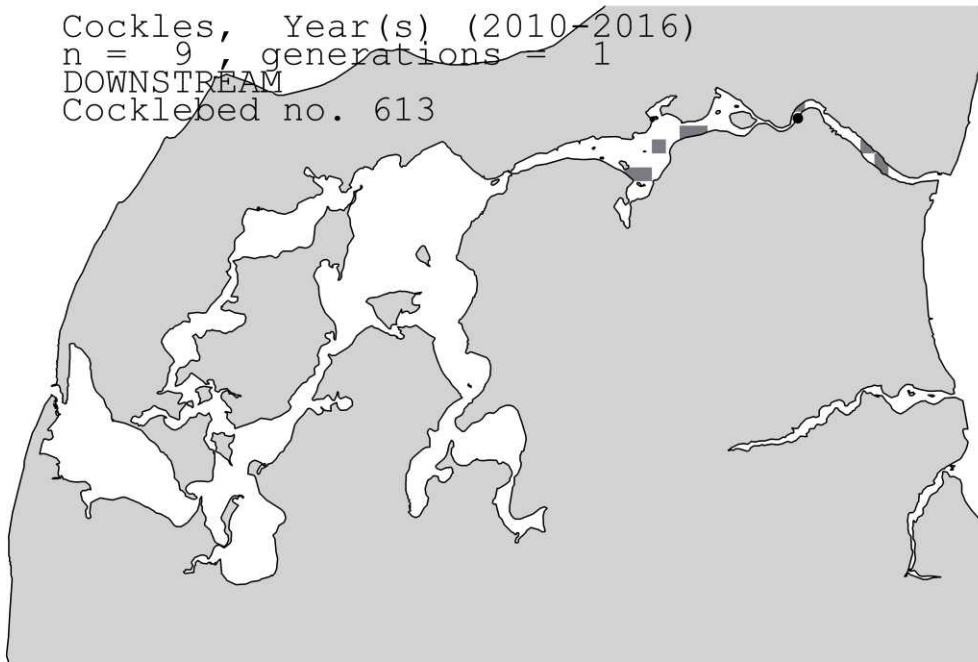 Cockles, Year(s) (2010-2016)
n = 9 , generations = 1
DOWNSTREAM
Cocklebed no. 613